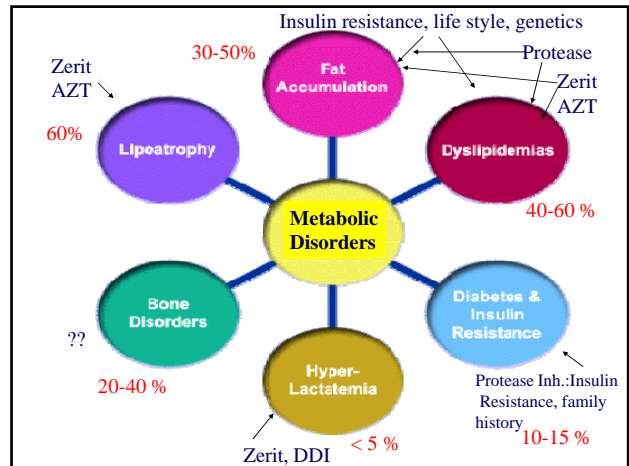 Insulin resistance, life style, genetics
30-50%
Protease
Zerit
AZT
Zerit
AZT
Fat
Accumulation
60%
Lipoatrophy
Dyslipidemias
40-60 %
Metabolic
Disorders
Bone
Disorders
??
20-40 %
Diabetes &
Insulin
Resistance
Hyper-
Lactatemia
Protease Inh.:Insulin
Resistance, family
history
10-15 %
< 5 %
Zerit, DDI